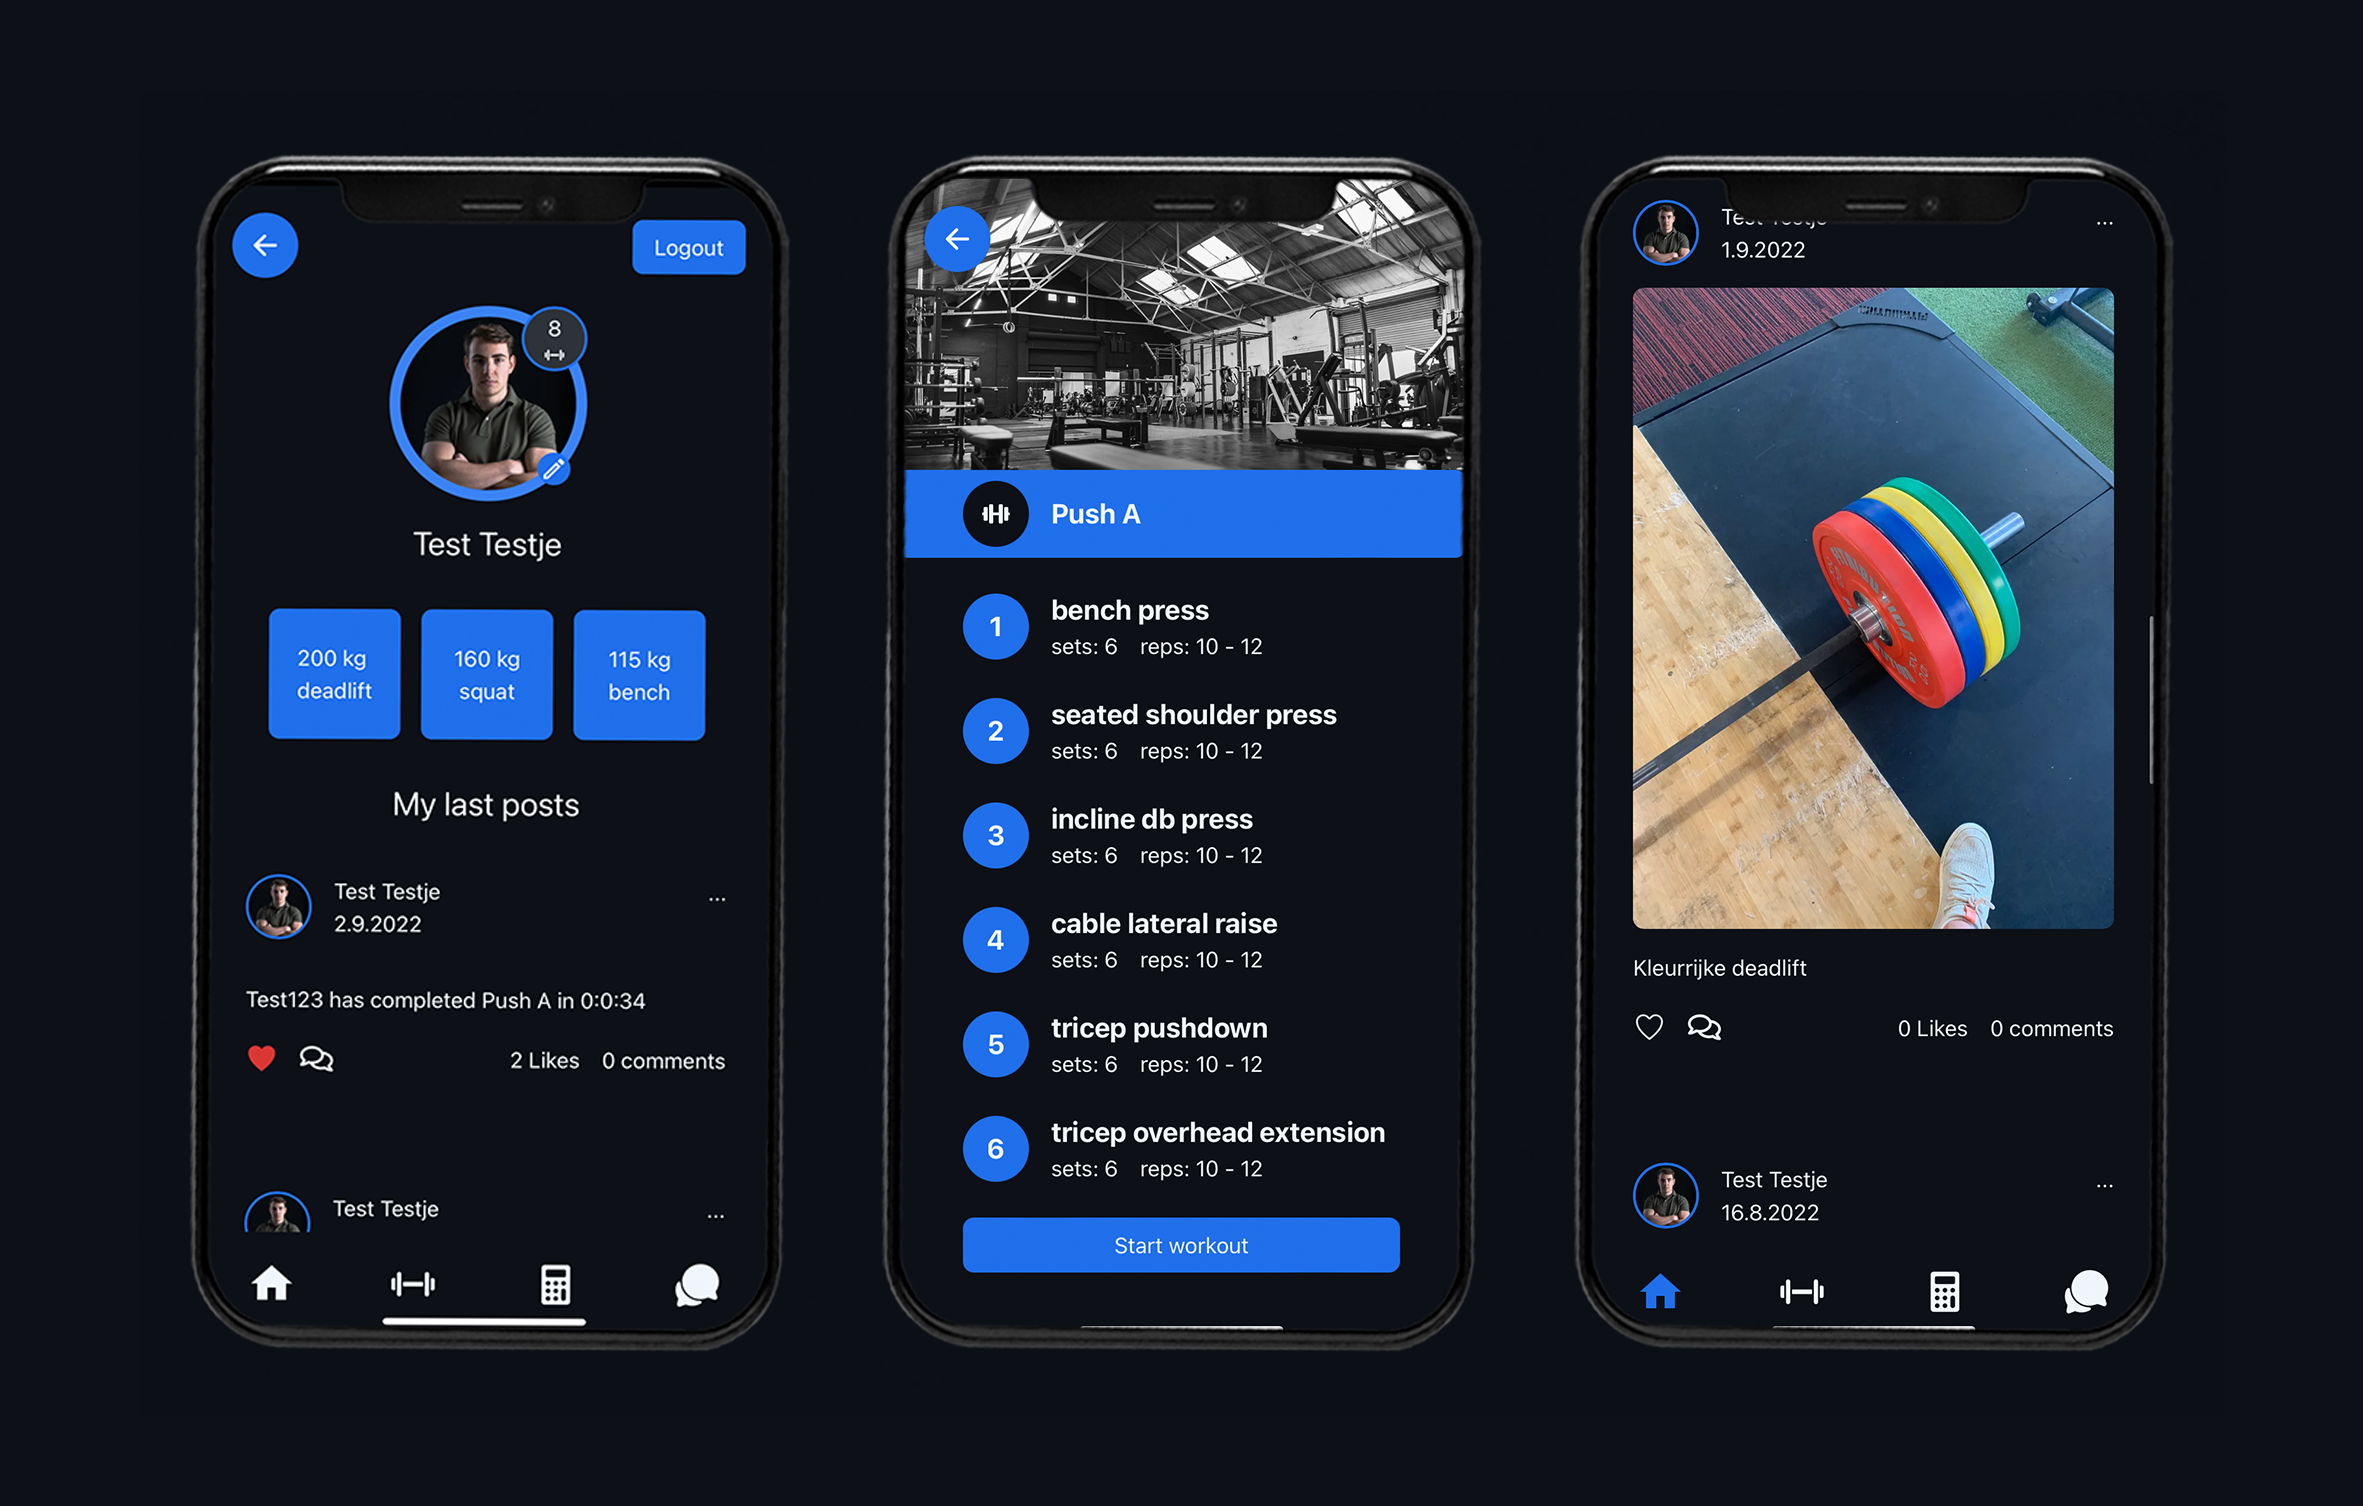 Logout
8
Test Testje
200 kg
deadlift
160 kg
squat
115 kg
bench
My last posts
Test Testje
2.9.2022
...
Test123 has completed Push A in 0:0:34
2 Likes 0 comments
Test Testje
...
Push A
1
bench press
sets: 6 reps: 10 - 12
2
seated shoulder press
sets: 6 reps: 10 - 12
3
incline db press
sets: 6 reps: 10 - 12
4
cable lateral raise
sets: 6 reps: 10 - 12
5
tricep pushdown
sets: 6 reps: 10 - 12
6
tricep overhead extension
sets: 6 reps: 10 - 12
Start workout
Test Testje
...
1.9.2022
Kleurrijke deadlift
0 Likes 0 comments
Test Testje
...
16.8.2022